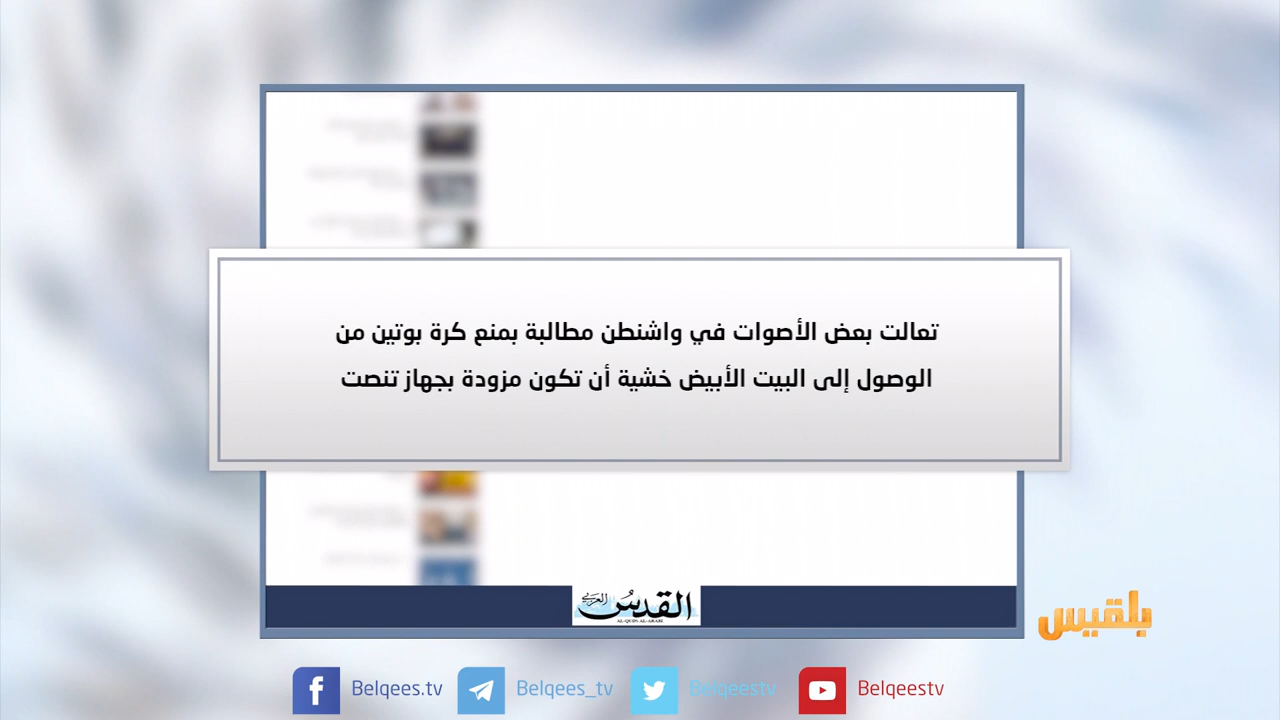 تعالت بعض الأصوات في واشنطن مطالبة بمنع كرة بوتين من
الوصول إلى البيت الأبيض خشية أن تكون مزودة بجهاز تنصت
القدس العربي
AL-QUDS AL-ARABI
بلقيس
Belqees.tv
Belqees_tv
Belqeestv
Belqeestv